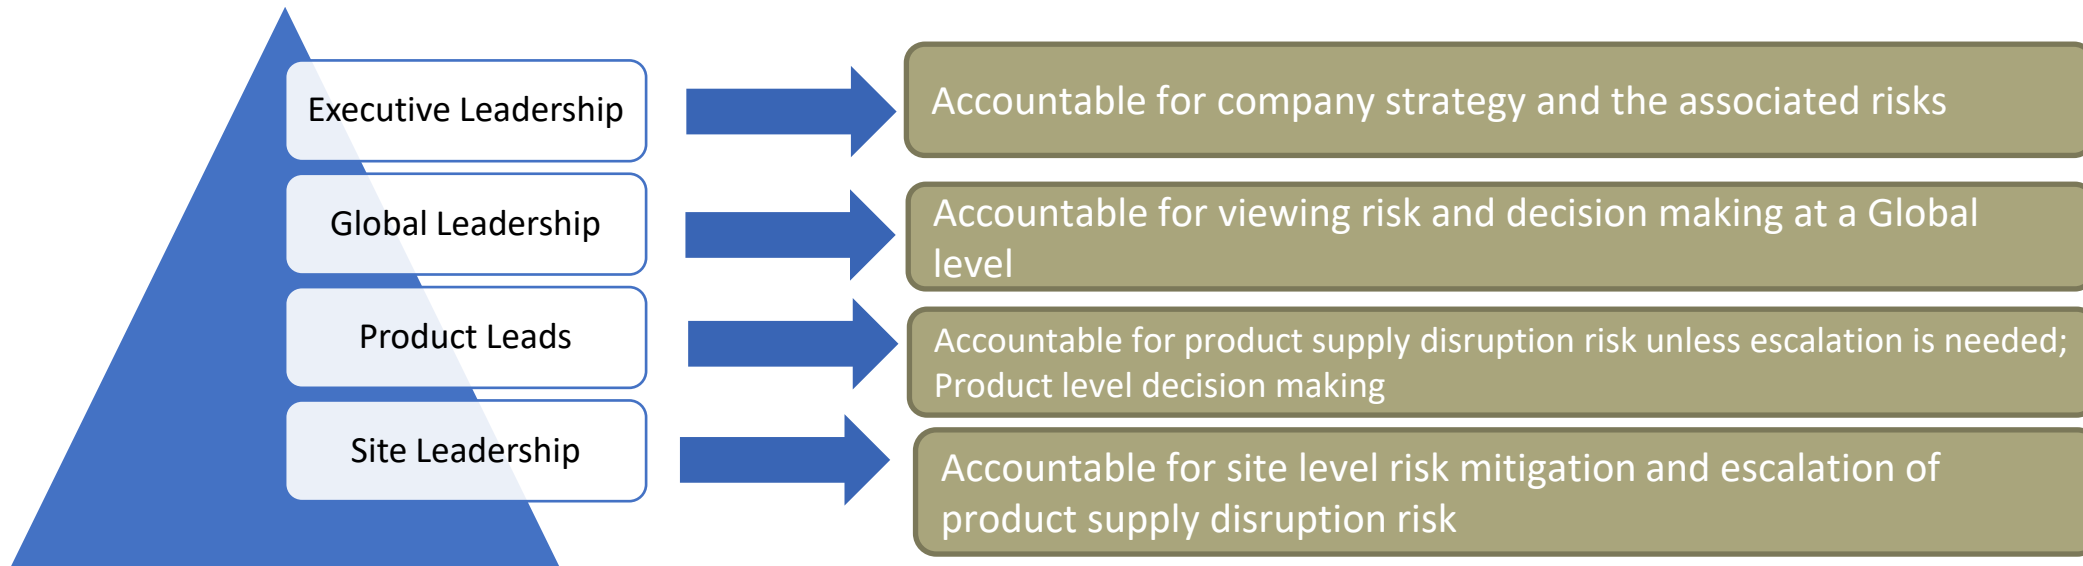 Executive Leadership
Accountable for company strategy and the associated risks
Global Leadership
Accountable for viewing risk and decision making at a Global
level
Product Leads
Accountable for product supply disruption risk unless escalation is needed;
Product level decision making
Site Leadership
Accountable for site level risk mitigation and escalation of
product supply disruption risk